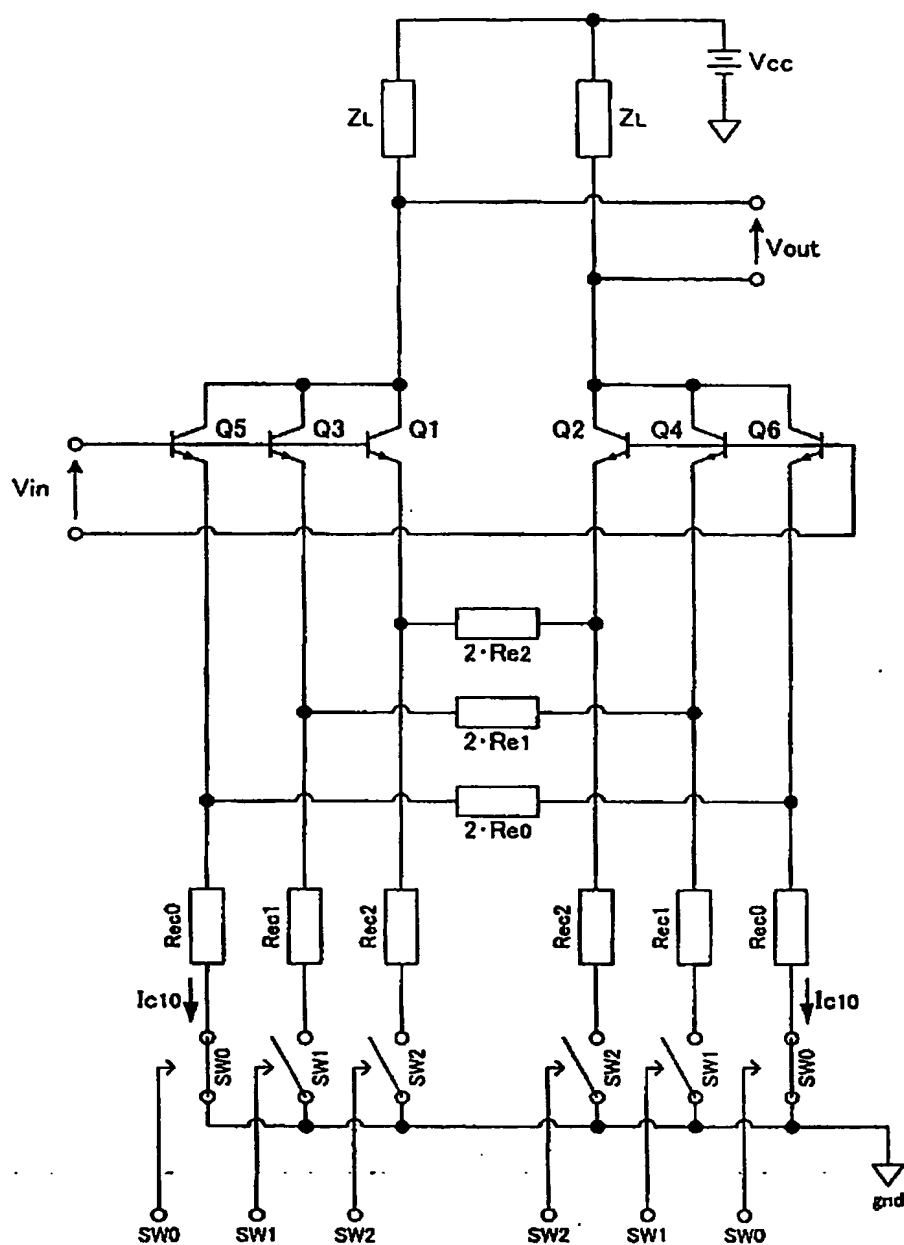 Vcc
ZL ZL
Vout
Q5 Q3 Q1 Q2 Q4 Q6
Vin
2·Re2
2·Re1
2·Re0
Rec0 Rec1 Rec2 Rec2 Rec1 Rec0
Ic10 Ic10
SW0 SW1 SW2 SW2 SW1 SW0
gnd
SW0 SW1 SW2 SW2 SW1 SW0